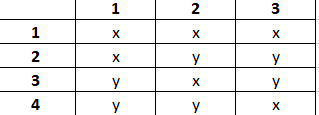 1 2 3
1 x x x
2 x y y
3 y x y
4 y y x